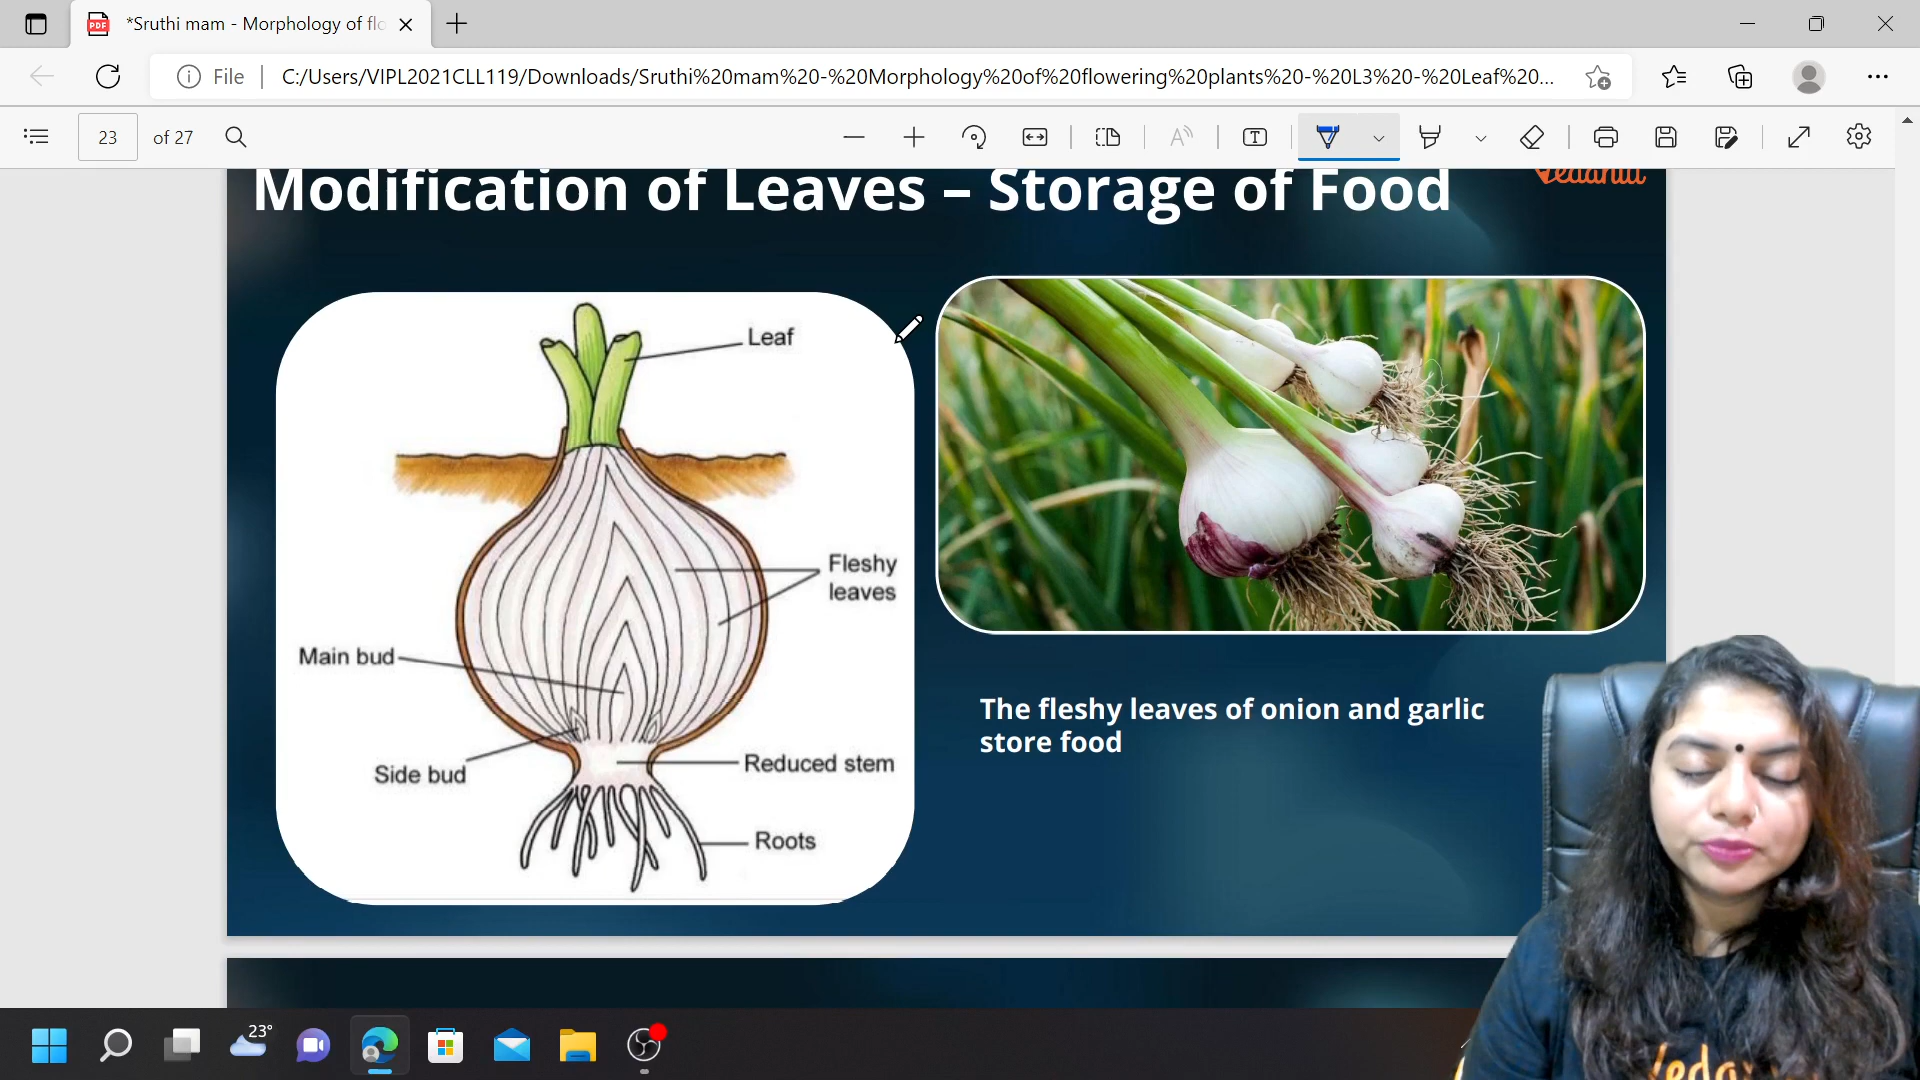 *Sruthi mam - Morphology of flo
File
C:/Users/VIPL2021CLL119/Downloads/Sruthi%20mam%20-%20Morphology%20of%20flowering%20plants%20-%20L3%20-%20Leaf%20...
23 of 27
Modification of Leaves – Storage of Food
Vedantu
Leaf
Fleshy
leaves
Main bud
Side bud
Reduced stem
Roots
The fleshy leaves of onion and garlic
store food
23°